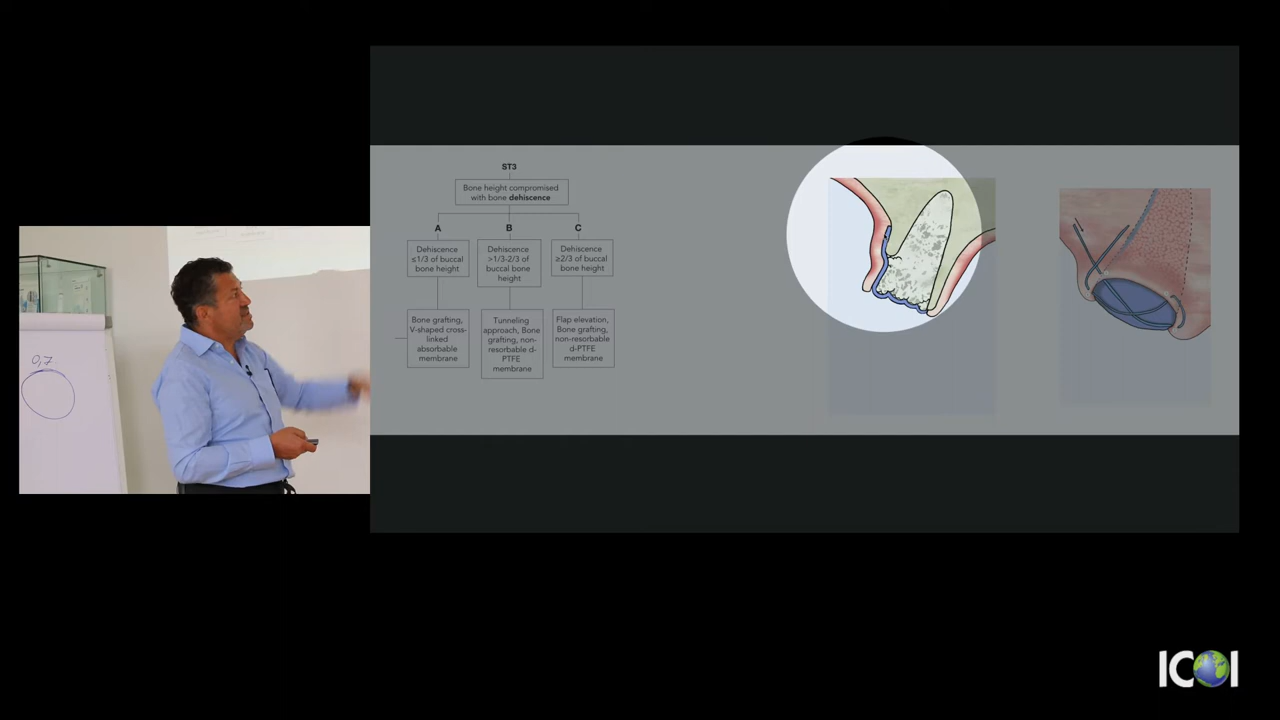 ST3
Bone height compromised
with bone dehiscence
A
B
C
Dehiscence
≤1/3 of buccal
bone height
Dehiscence
>1/3-2/3 of
buccal bone
height
Dehiscence
≥2/3 of buccal
bone height
Bone grafting,
V-shaped cross-
linked
absorbable
membrane
Tunneling
approach, Bone
grafting, non-
resorbable d-
PTFE
membrane
Flap elevation,
Bone grafting,
non-resorbable
d-PTFE
membrane
0,7
ICOI